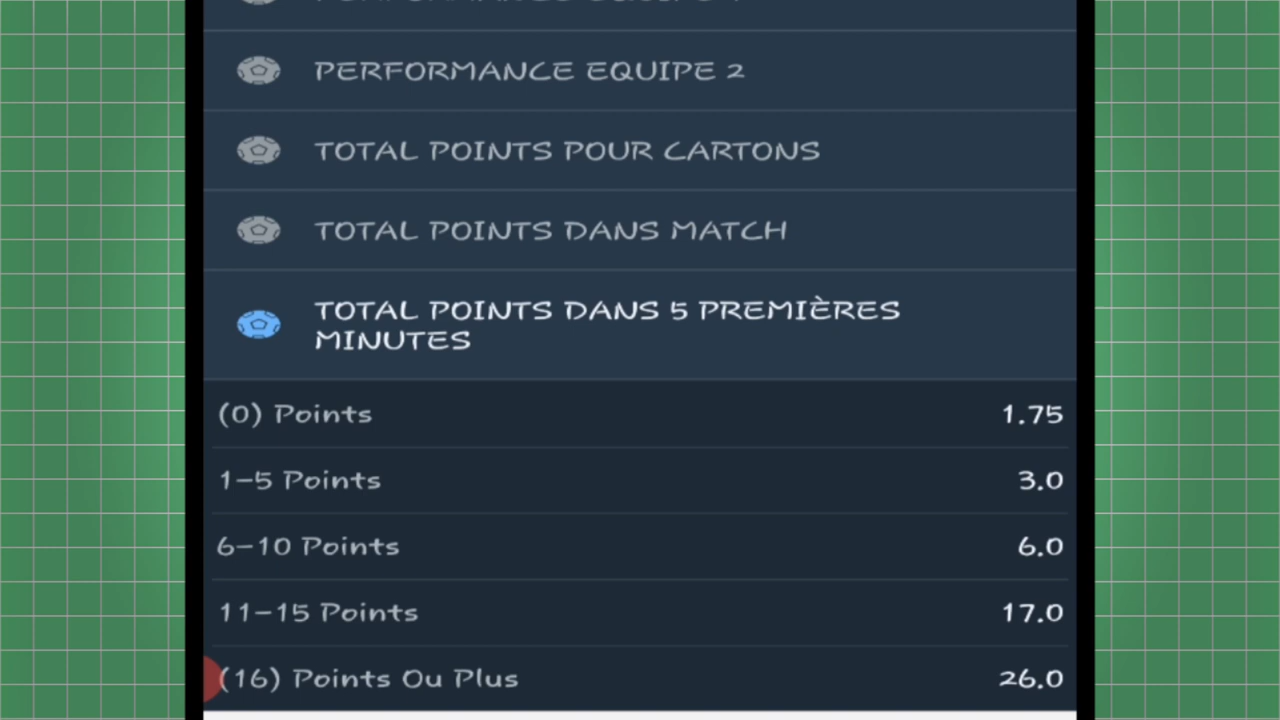 PERFORMANCE EQUIPE 2
TOTAL POINTS POUR CARTONS
TOTAL POINTS DANS MATCH
TOTAL POINTS DANS 5 PREMIÈRES
MINUTES
(0) Points 1.75
1-5 Points 3.0
6-10 Points 6.0
11-15 Points 17.0
(16) Points Ou Plus 26.0